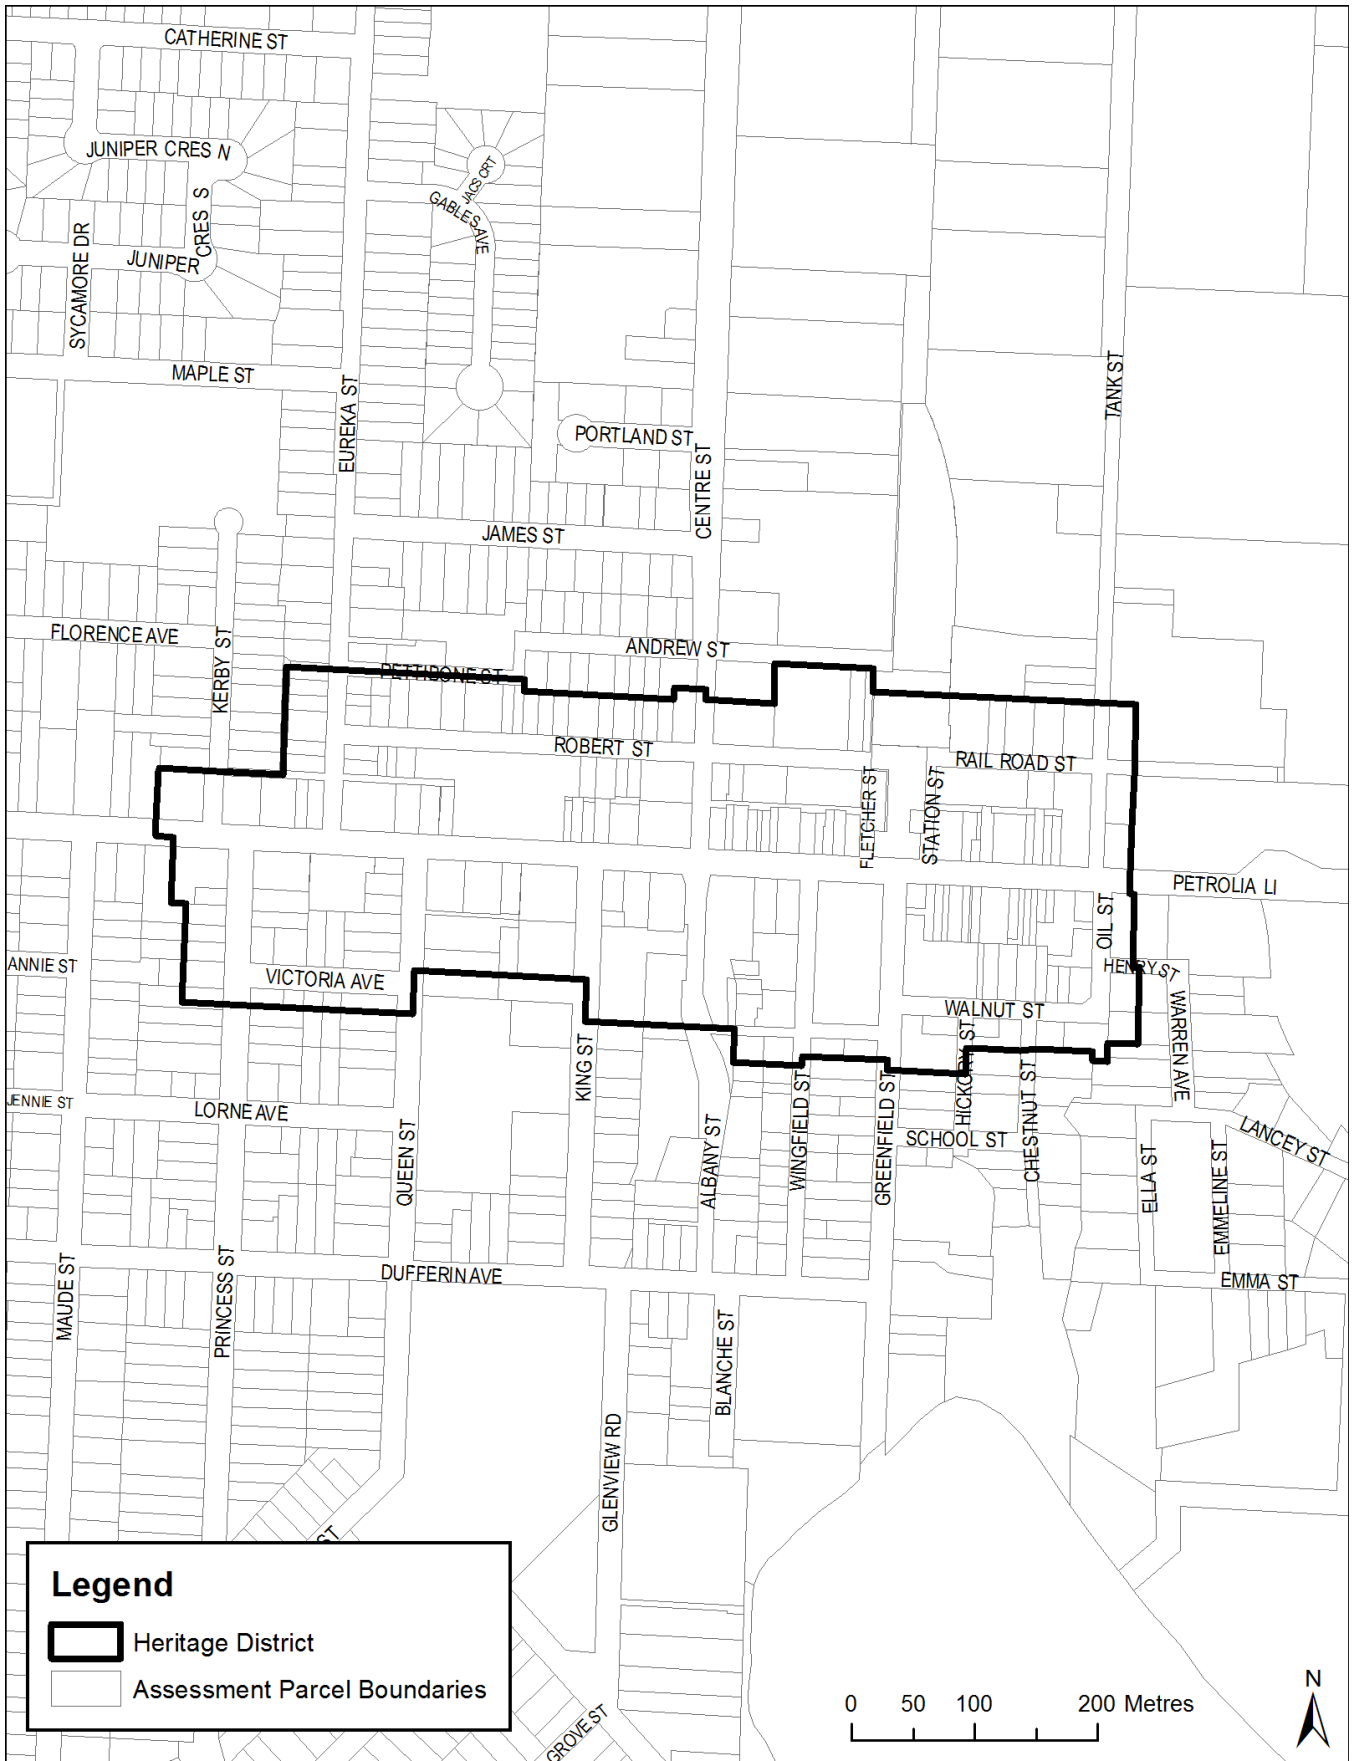 CATHERINE ST
JUNIPER CRES N
JACS CRT
GABLES AVE
CRES S
JUNIPER
SYCAMORE DR
MAPLE ST
EUREKA ST
TANK ST
PORTLAND ST
CENTRE ST
JAMES ST
FLORENCE AVE
KERBY ST
ANDREW ST
PETTIBONE ST
ROBERT ST
RAIL ROAD ST
FLETCHER ST
STATION ST
PETROLIA LI
OIL ST
ANNIE ST
VICTORIA AVE
HENRY ST
WALNUT ST
WARREN AVE
HICKORY ST
KING ST
WINGFIELD ST
GREENFIELD ST
CHESTNUT ST
JENNIE ST
LORNE AVE
QUEEN ST
ALBANY ST
SCHOOL ST
LANCEY ST
ELLA ST
EMMELINE ST
MAUDE ST
PRINCESS ST
DUFFERIN AVE
EMMA ST
BLANCHE ST
GLENVIEW RD
ST
Legend
Heritage District
Assessment Parcel Boundaries
GROVE ST
0 50 100 200 Metres
N